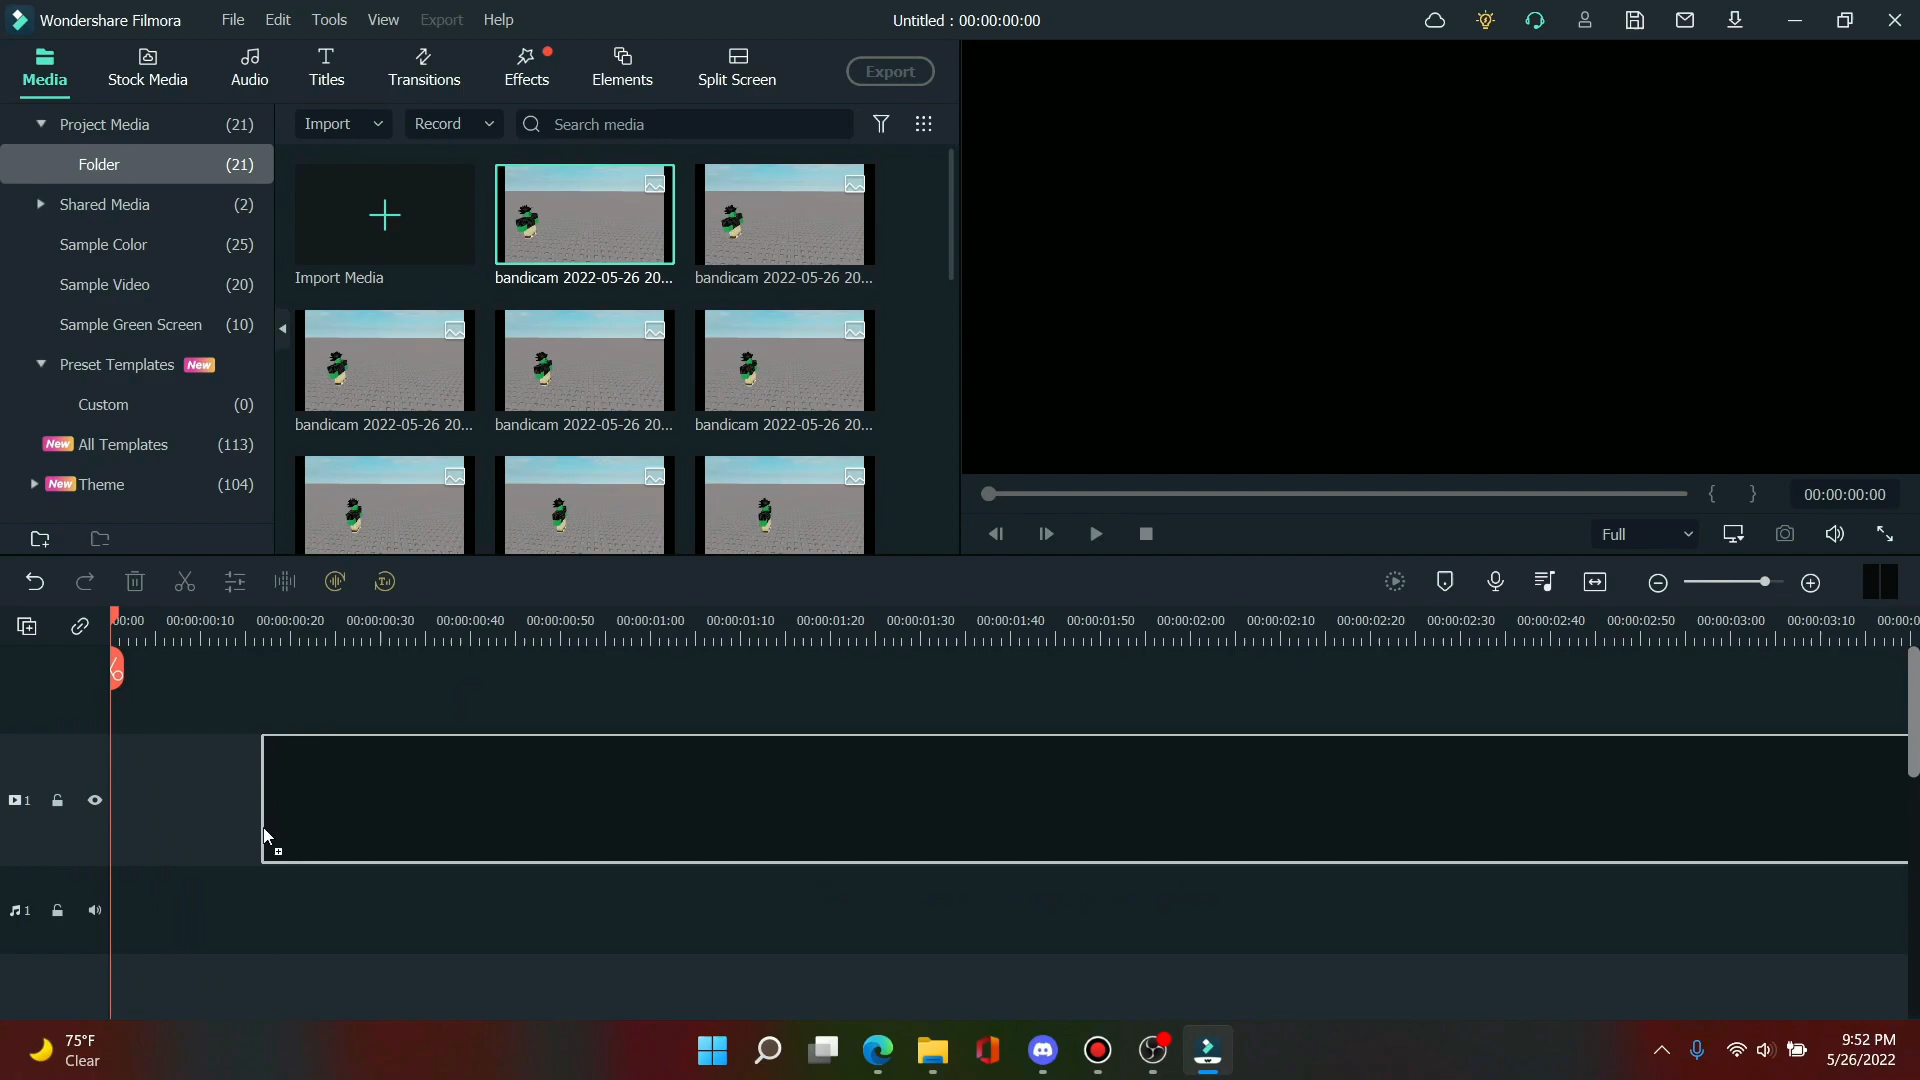 Wondershare Filmora File Edit Tools View Export Help Untitled : 00:00:00:00
Media Stock Media Audio Titles Transitions Effects Elements Split Screen Export
Project Media (21)
Folder (21)
Shared Media (2)
Sample Color (25)
Sample Video (20)
Sample Green Screen (10)
Preset Templates New
Custom (0)
New All Templates (113)
New Theme (104)
Import Record Search media
Import Media bandicam 2022-05-26 20... bandicam 2022-05-26 20...
bandicam 2022-05-26 20... bandicam 2022-05-26 20... bandicam 2022-05-26 20...
{ } 00:00:00:00
Full
:00:00 00:00:00:10 00:00:00:20 00:00:00:30 00:00:00:40 00:00:00:50 00:00:01:00 00:00:01:10 00:00:01:20 00:00:01:30 00:00:01:40 00:00:01:50 00:00:02:00 00:00:02:10 00:00:02:20 00:00:02:30 00:00:02:40 00:00:02:50 00:00:03:00 00:00:03:10 00:00:0
1
1
75°F
Clear
9:52 PM
5/26/2022